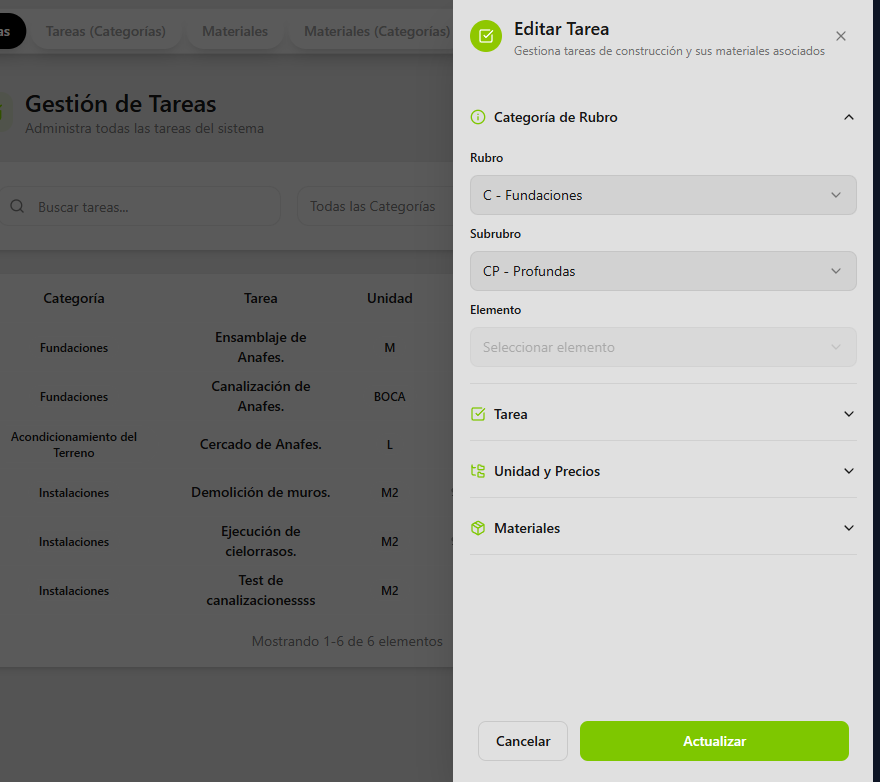 as
Tareas (Categorías)
Materiales
Materiales (Categorías)
Gestión de Tareas
Administra todas las tareas del sistema
Buscar tareas...
Todas las Categorías
Categoría Tarea Unidad
Fundaciones
Ensamblaje de
Anafes.
M
Fundaciones
Canalización de
Anafes.
BOCA
Acondicionamiento del
Terreno
Cercado de Anafes.
L
Instalaciones Demolición de muros. M2
Instalaciones
Ejecución de
cielorrasos.
M2
Instalaciones
Test de
canalizacionessss
M2
Mostrando 1-6 de 6 elementos
Editar Tarea
Gestiona tareas de construcción y sus materiales asociados
Categoría de Rubro
Rubro
C - Fundaciones
Subrubro
CP - Profundas
Elemento
Seleccionar elemento
Tarea
Unidad y Precios
Materiales
Cancelar
Actualizar